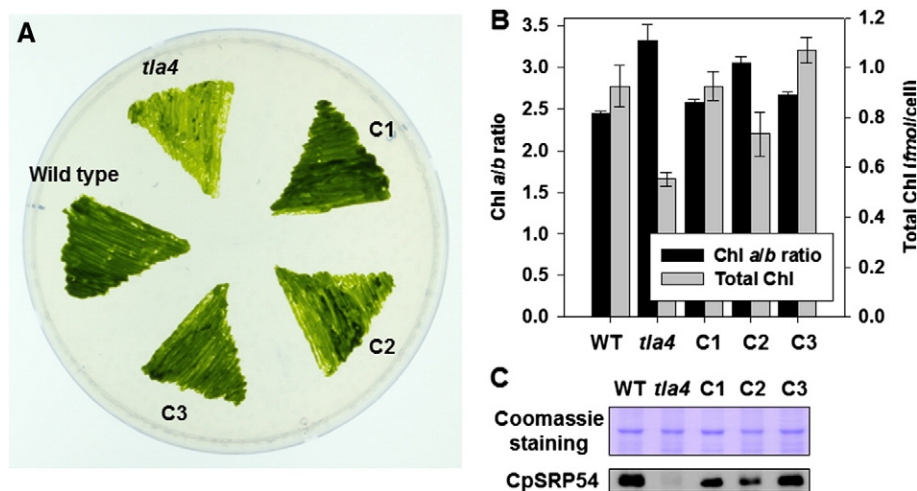 A
tla4
C1
Wild type
C2
C3
B
3.5
3.0
2.5
2.0
1.5
1.0
0.5
0.0
Chl a/b ratio
1.2
1.0
0.8
0.6
0.4
0.2
0.0
Total Chl (fmol/cell)
Chl a/b ratio
Total Chl
WT tla4 C1 C2 C3
C
WT tla4 C1 C2 C3
Coomassie
staining
CpSRP54